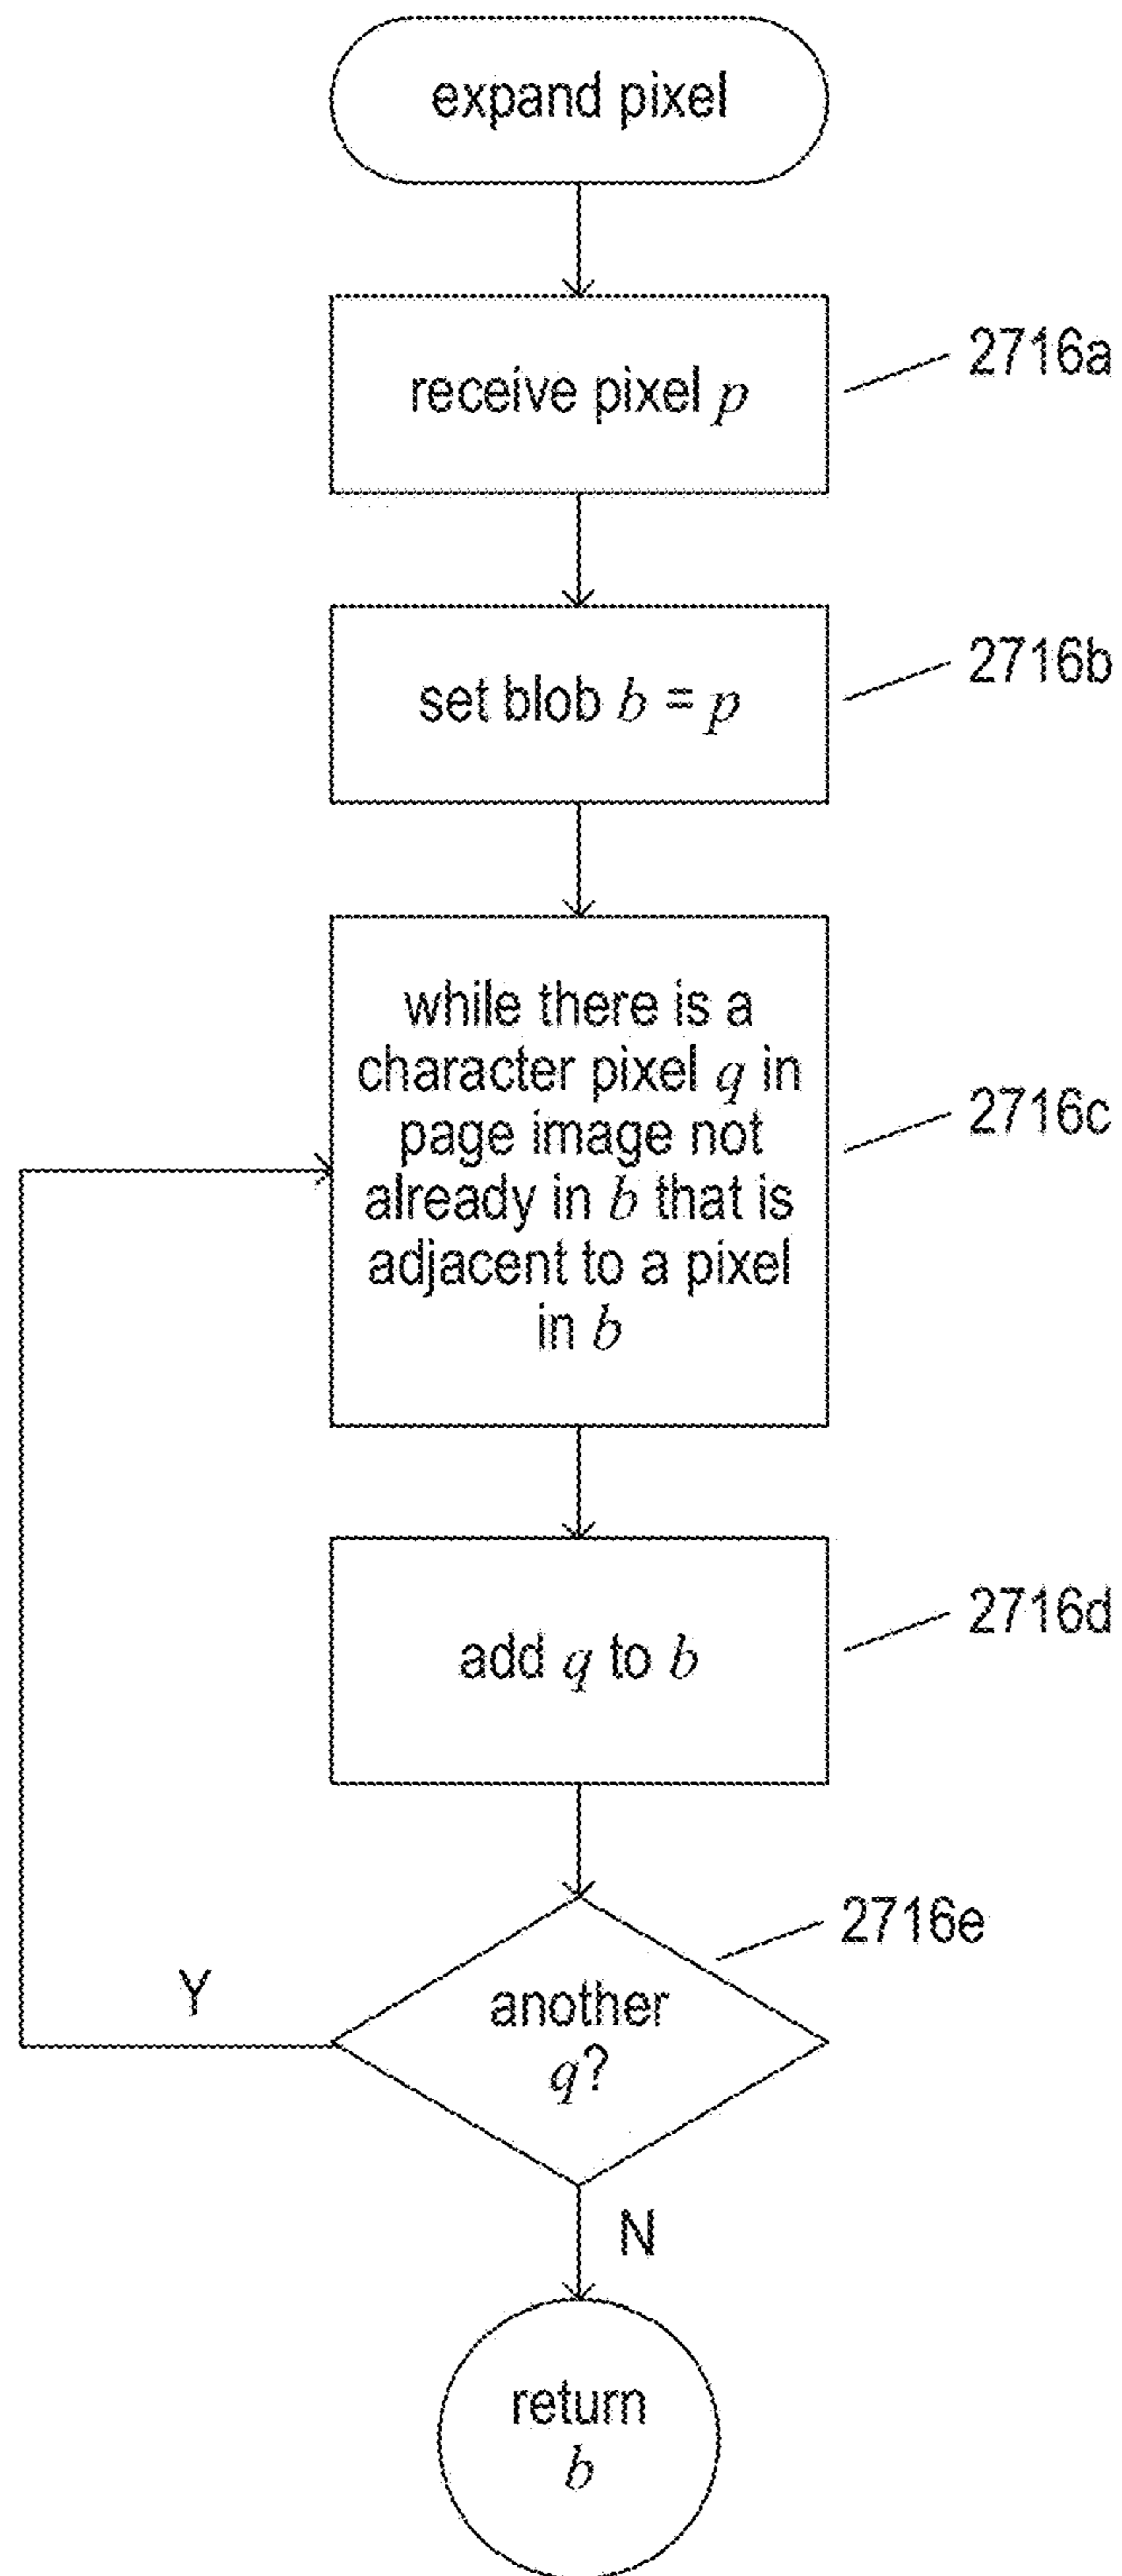 expand pixel
receive pixel p
2716a
set blob b = p
2716b
while there is a
character pixel q in
page image not
already in b that is
adjacent to a pixel
in b
2716c
add q to b
2716d
another
q?
2716e
Y
N
return
b